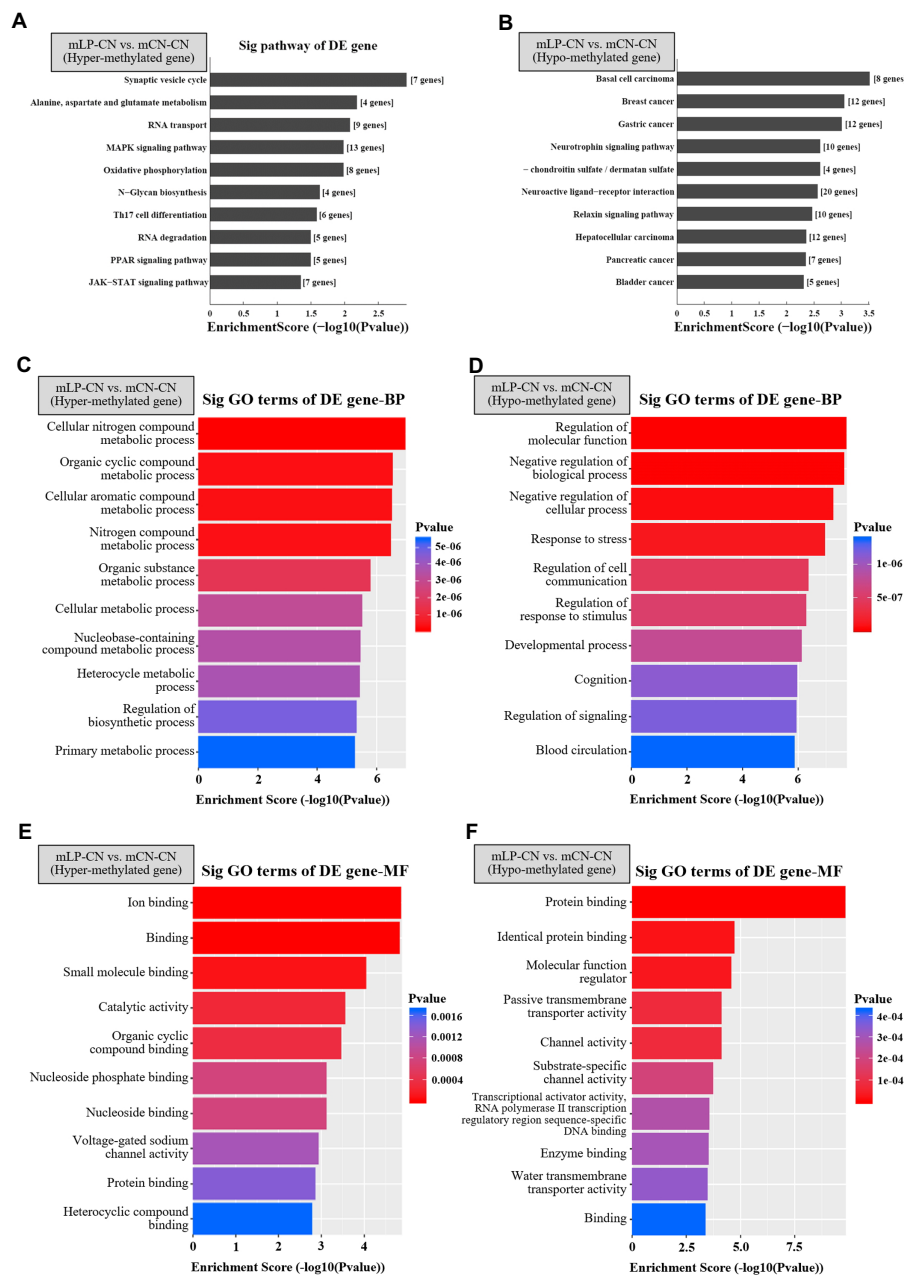 A
mLP-CN vs. mCN-CN
(Hyper-methylated gene)
Sig pathway of DE gene
Synaptic vesicle cycle
[7 genes]
Alanine, aspartate and glutamate metabolism
[4 genes]
RNA transport
[9 genes]
MAPK signaling pathway
[13 genes]
Oxidative phosphorylation
[8 genes]
N−Glycan biosynthesis
[4 genes]
Th17 cell differentiation
[6 genes]
RNA degradation
[5 genes]
PPAR signaling pathway
[5 genes]
JAK−STAT signaling pathway
[7 genes]
0 0.5 1 1.5 2 2.5
EnrichmentScore (−log10(Pvalue))
B
mLP-CN vs. mCN-CN
(Hypo-methylated gene)
Basal cell carcinoma
[8 genes
Breast cancer
[12 genes]
Gastric cancer
[12 genes]
Neurotrophin signaling pathway
[10 genes]
− chondroitin sulfate / dermatan sulfate
[4 genes]
Neuroactive ligand−receptor interaction
[20 genes]
Relaxin signaling pathway
[10 genes]
Hepatocellular carcinoma
[12 genes]
Pancreatic cancer
[7 genes]
Bladder cancer
[5 genes]
0 0.5 1 1.5 2 2.5 3 3.5
EnrichmentScore (−log10(Pvalue))
C
mLP-CN vs. mCN-CN
(Hyper-methylated gene)
Sig GO terms of DE gene-BP
Cellular nitrogen compound
metabolic process
Organic cyclic compound
metabolic process
Cellular aromatic compound
metabolic process
Nitrogen compound
metabolic process
Organic substance
metabolic process
Cellular metabolic process
Nucleobase-containing
compound metabolic process
Heterocycle metabolic
process
Regulation of
biosynthetic process
Primary metabolic process
0 2 4 6
Enrichment Score (-log10(Pvalue))
Pvalue
5e-06
4e-06
3e-06
2e-06
1e-06
D
mLP-CN vs. mCN-CN
(Hypo-methylated gene)
Sig GO terms of DE gene-BP
Regulation of
molecular function
Negative regulation of
biological process
Negative regulation of
cellular process
Response to stress
Regulation of cell
communication
Regulation of
response to stimulus
Developmental process
Cognition
Regulation of signaling
Blood circulation
0 2 4 6
Enrichment Score (-log10(Pvalue))
Pvalue
1e-06
5e-07
E
mLP-CN vs. mCN-CN
(Hyper-methylated gene)
Sig GO terms of DE gene-MF
Ion binding
Binding
Small molecule binding
Catalytic activity
Organic cyclic
compound binding
Nucleoside phosphate binding
Nucleoside binding
Voltage-gated sodium
channel activity
Protein binding
Heterocyclic compound
binding
0 1 2 3 4
Enrichment Score (-log10(Pvalue))
Pvalue
0.0016
0.0008
0.0004
F
mLP-CN vs. mCN-CN
(Hypo-methylated gene)
Sig GO terms of DE gene-MF
Protein binding
Identical protein binding
Molecular function
regulator
Passive transmembrane
transporter activity
Channel activity
Substrate-specific
channel activity
Transcriptional activator activity,
RNA polymerase II transcription
regulatory region sequence-specific
DNA binding
Enzyme binding
Water transmembrane
transporter activity
Binding
0 2.5 5.0 7.5
Enrichment Score (-log10(Pvalue))
Pvalue
4e-04
2e-04
1e-04